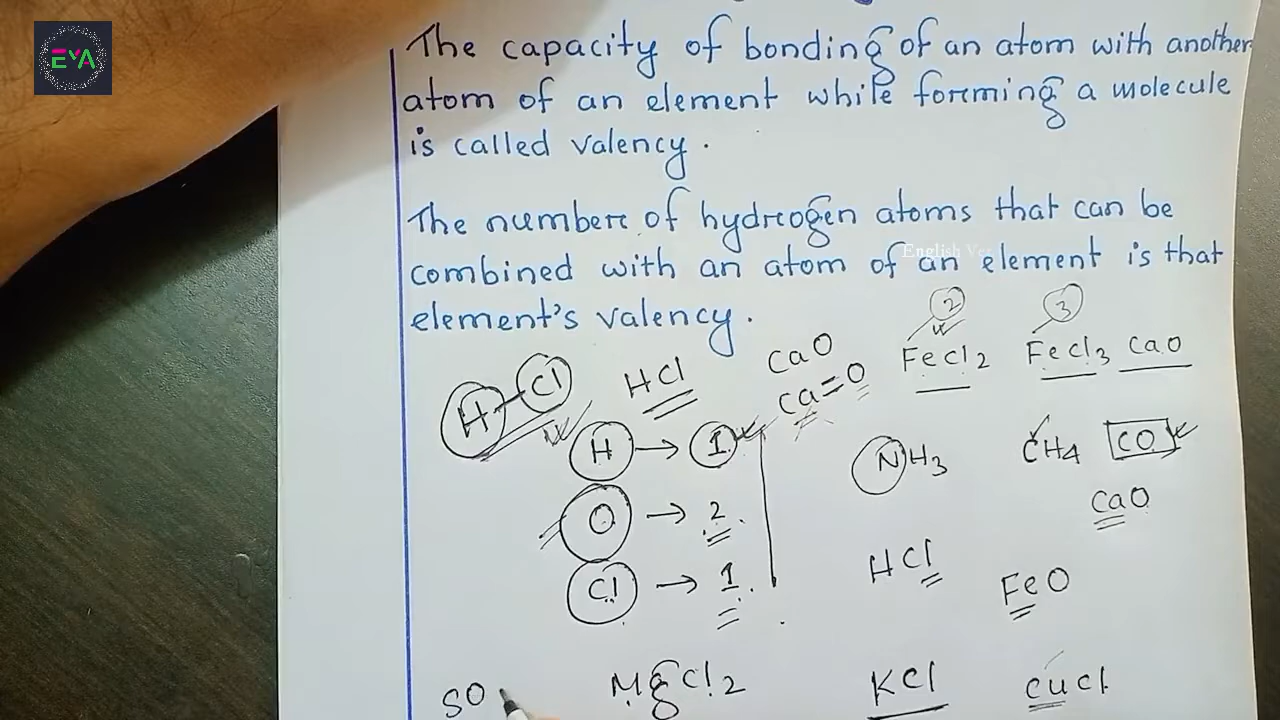 EVA
The capacity of bonding of an atom with another
atom of an element while forming a molecule
is called valency.
The number of hydrogen atoms that can be
combined with an atom of an element is that
element's valency.
English Ve
2 3
H-Cl HCl CaO FeCl2 FeCl3 CaO
Ca=O
H → 1 NH3 CH4 CO
O → 2 CaO
Cl → 1 HCl FeO
SO MgCl2 KCl CuCl